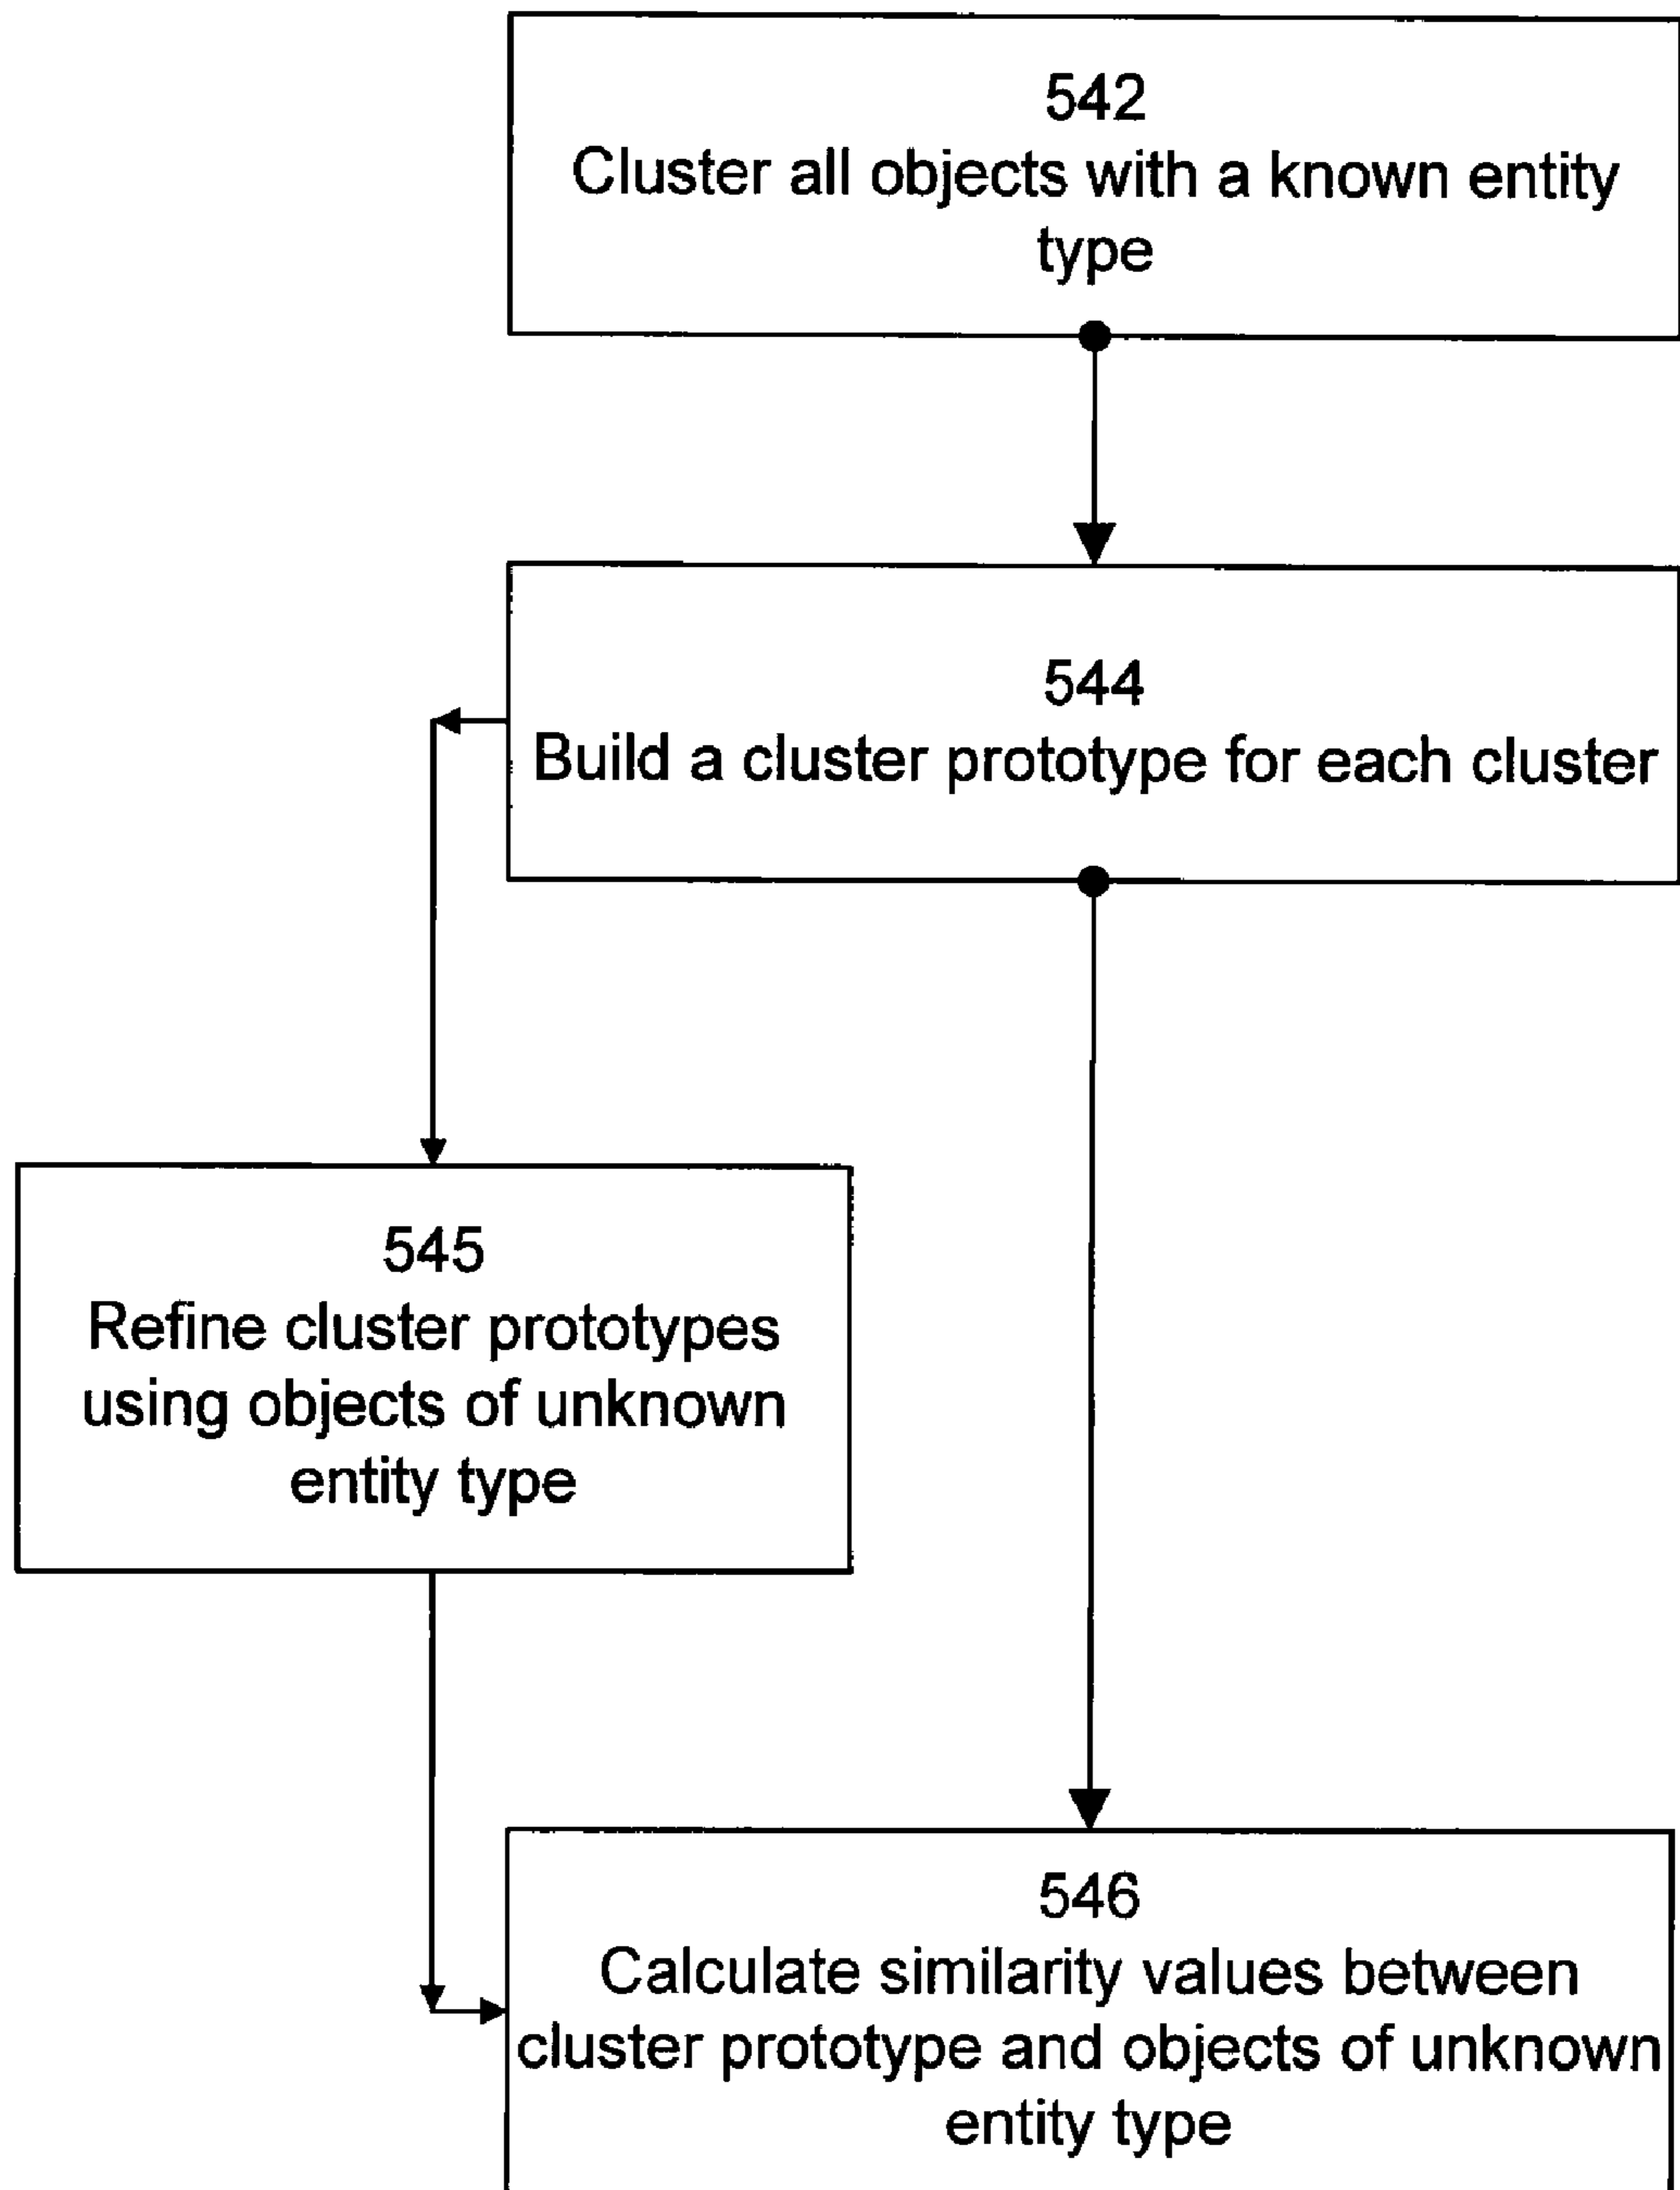 542
Cluster all objects with a known entity
type
544
Build a cluster prototype for each cluster
545
Refine cluster prototypes
using objects of unknown
entity type
546
Calculate similarity values between
cluster prototype and objects of unknown
entity type